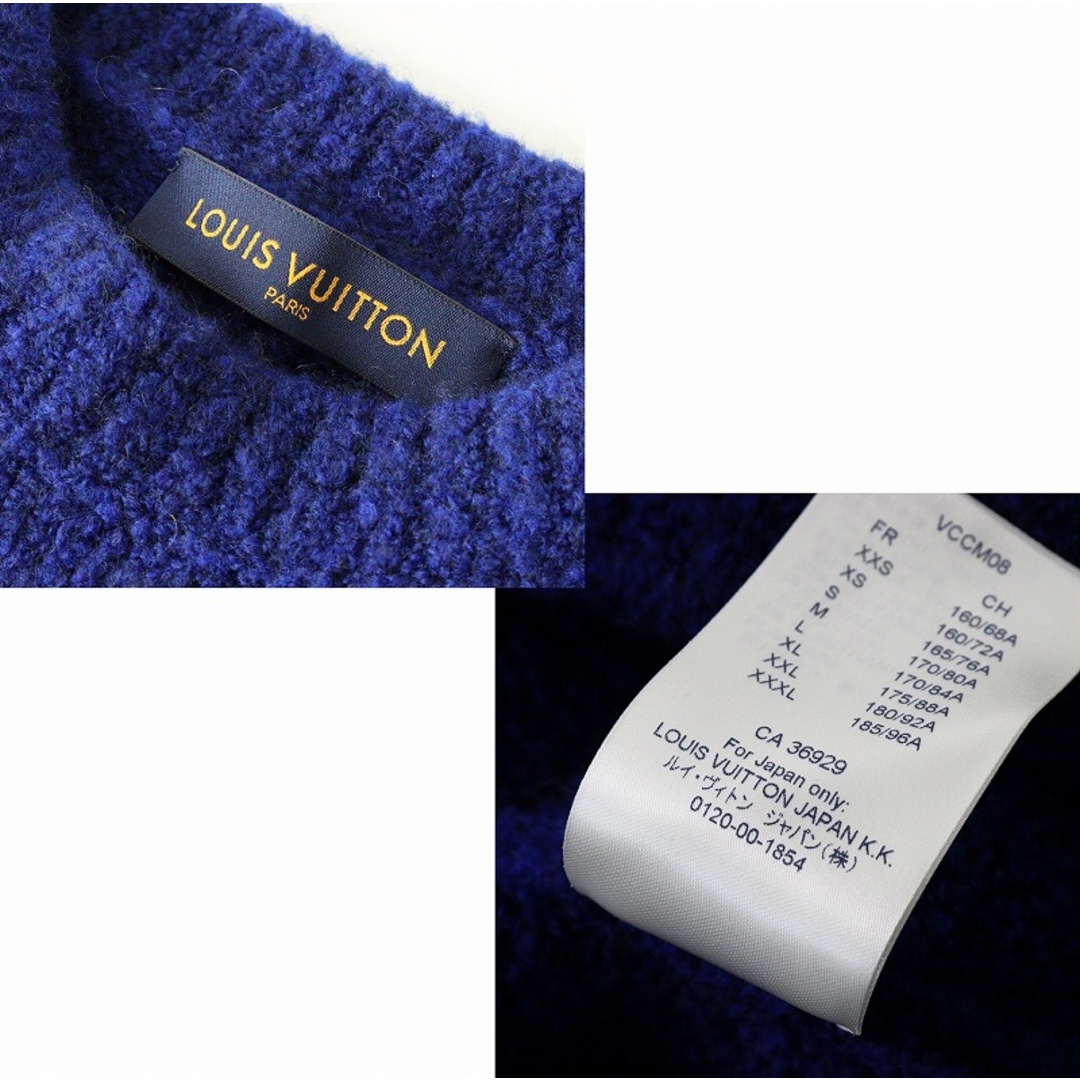 LOUIS VUITTON
PARIS
VCCM08
FR CH
XXS 160/68A
XS 160/72A
S 165/76A
M 170/80A
L 170/84A
XL 175/88A
XXL 180/92A
XXXL 185/96A
CA 36929
For Japan only:
LOUIS VUITTON JAPAN K.K.
ルイ・ヴィトン ジャパン(株)
0120-00-1854